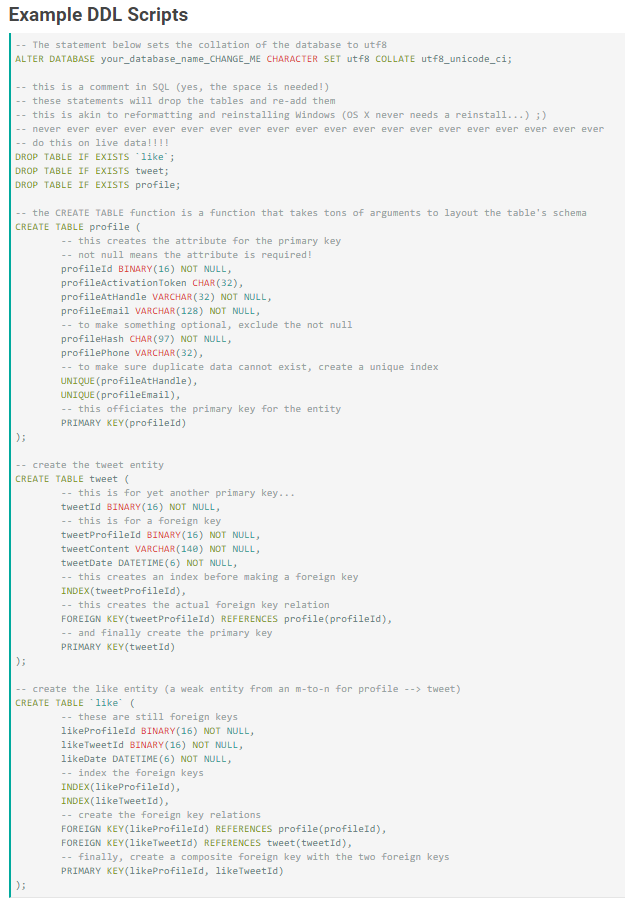 Example DDL Scripts
-- The statement below sets the collation of the database to utf8
ALTER DATABASE your_database_name_CHANGE_ME CHARACTER SET utf8 COLLATE utf8_unicode_ci;
-- this is a comment in SQL (yes, the space is needed!)
-- these statements will drop the tables and re-add them
-- this is akin to reformatting and reinstalling Windows (OS X never needs a reinstall...) ;)
-- never ever ever ever ever ever ever ever ever ever ever ever ever ever ever ever ever ever ever ever
-- do this on live data!!!!
DROP TABLE IF EXISTS `like`;
DROP TABLE IF EXISTS tweet;
DROP TABLE IF EXISTS profile;
-- the CREATE TABLE function is a function that takes tons of arguments to layout the table's schema
CREATE TABLE profile (
-- this creates the attribute for the primary key
-- not null means the attribute is required!
profileId BINARY(16) NOT NULL,
profileActivationToken CHAR(32),
profileAtHandle VARCHAR(32) NOT NULL,
profileEmail VARCHAR(128) NOT NULL,
-- to make something optional, exclude the not null
profileHash CHAR(97) NOT NULL,
profilePhone VARCHAR(32),
-- to make sure duplicate data cannot exist, create a unique index
UNIQUE(profileAtHandle),
UNIQUE(profileEmail),
-- this officiates the primary key for the entity
PRIMARY KEY(profileId)
);
-- create the tweet entity
CREATE TABLE tweet (
-- this is for yet another primary key...
tweetId BINARY(16) NOT NULL,
-- this is for a foreign key
tweetProfileId BINARY(16) NOT NULL,
tweetContent VARCHAR(140) NOT NULL,
tweetDate DATETIME(6) NOT NULL,
-- this creates an index before making a foreign key
INDEX(tweetProfileId),
-- this creates the actual foreign key relation
FOREIGN KEY(tweetProfileId) REFERENCES profile(profileId),
-- and finally create the primary key
PRIMARY KEY(tweetId)
);
-- create the like entity (a weak entity from an m-to-n for profile --> tweet)
CREATE TABLE `like` (
-- these are still foreign keys
likeProfileId BINARY(16) NOT NULL,
likeTweetId BINARY(16) NOT NULL,
likeDate DATETIME(6) NOT NULL,
-- index the foreign keys
INDEX(likeProfileId),
INDEX(likeTweetId),
-- create the foreign key relations
FOREIGN KEY(likeProfileId) REFERENCES profile(profileId),
FOREIGN KEY(likeTweetId) REFERENCES tweet(tweetId),
-- finally, create a composite foreign key with the two foreign keys
PRIMARY KEY(likeProfileId, likeTweetId)
);